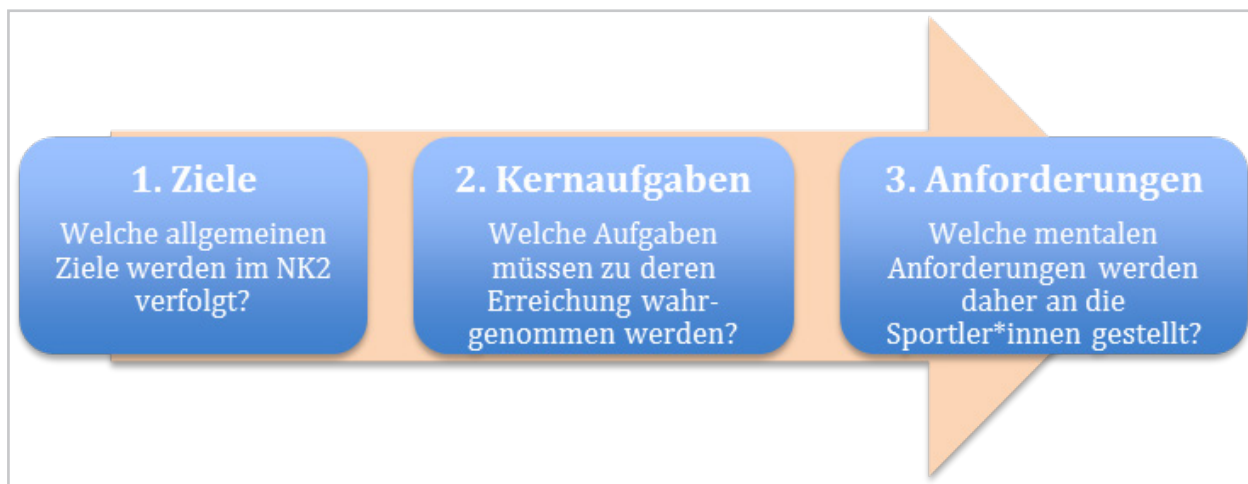 1. Ziele
Welche allgemeinen
Ziele werden im NK2
verfolgt?
2. Kernaufgaben
Welche Aufgaben
müssen zu deren
Erreichung wahr-
genommen werden?
3. Anforderungen
Welche mentalen
Anforderungen werden
daher an die
Sportler*innen gestellt?